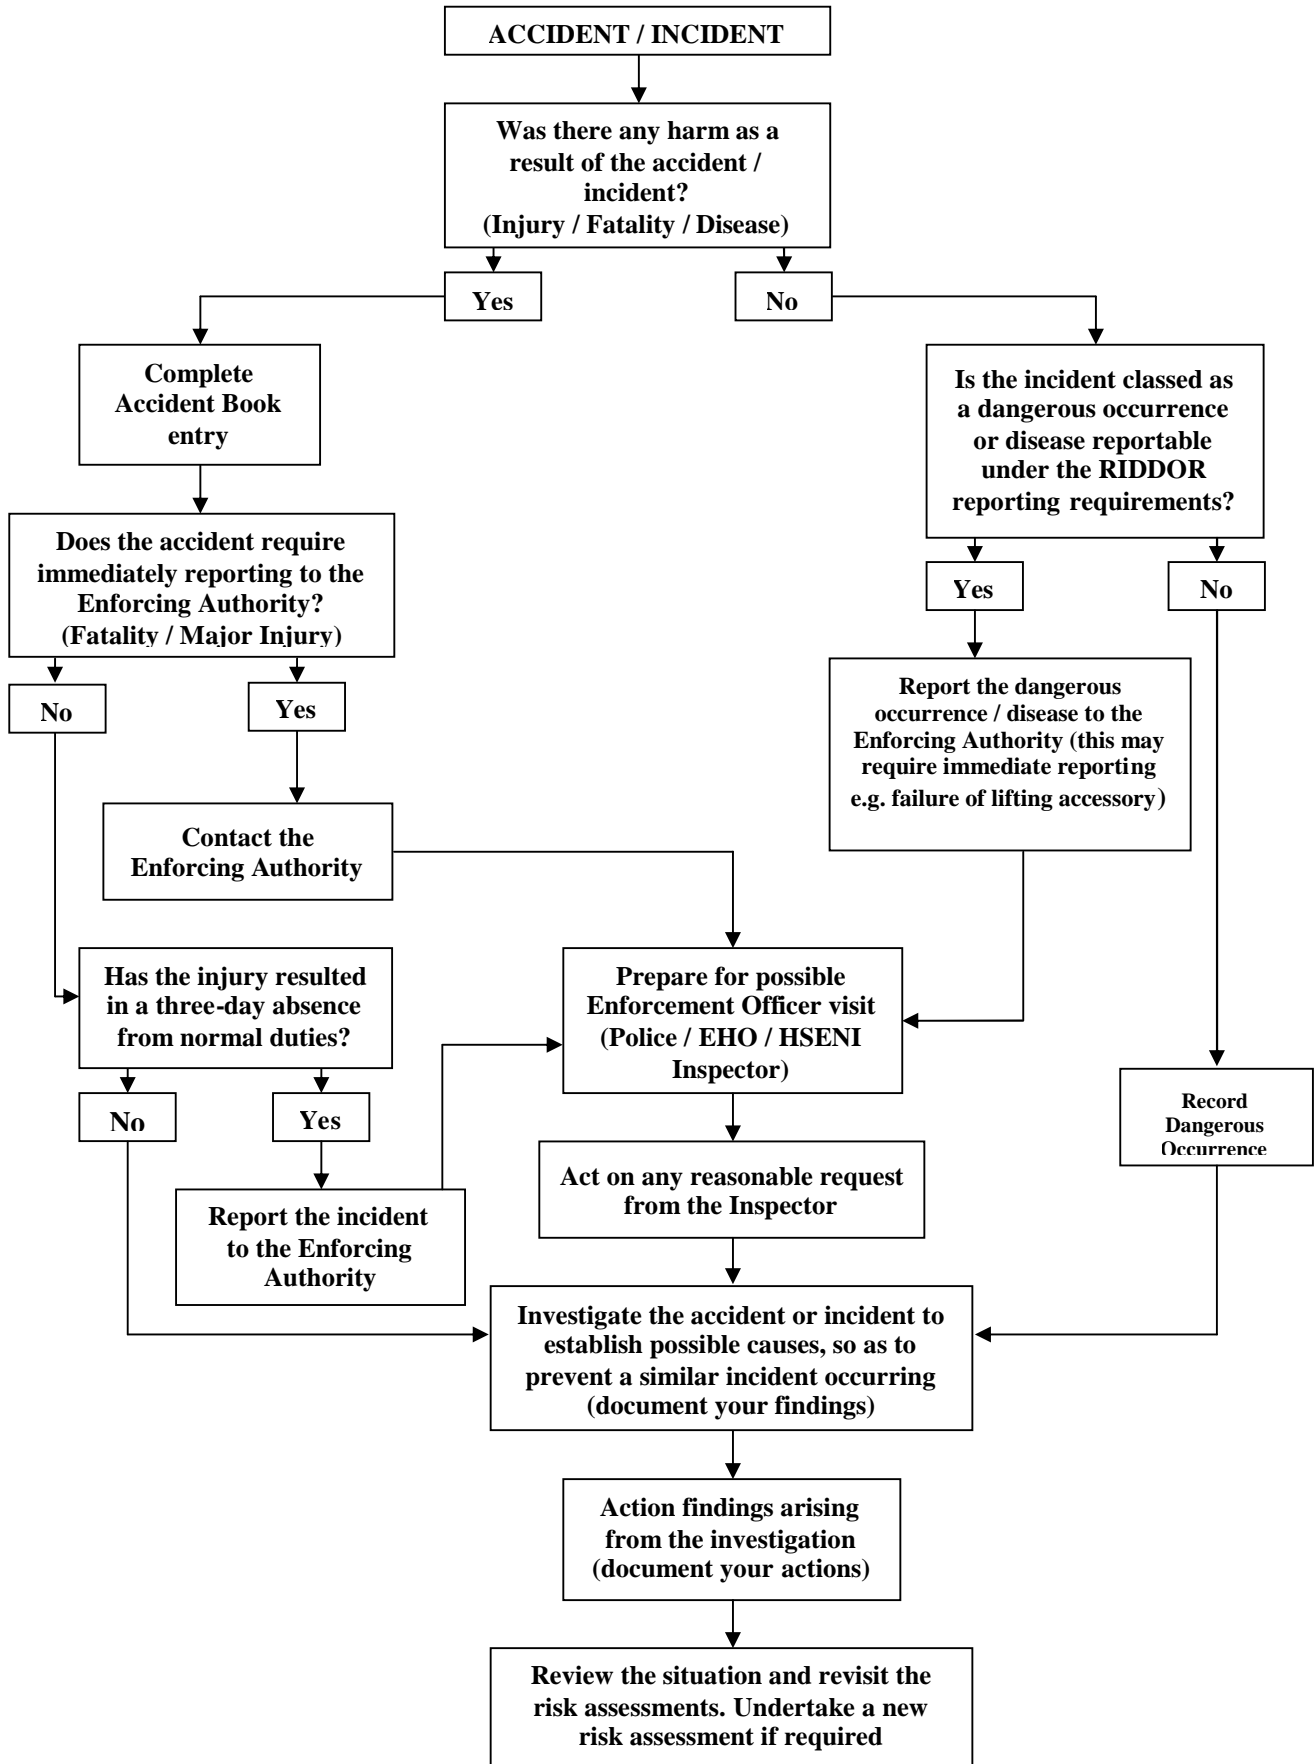 ACCIDENT / INCIDENT
Was there any harm as a
result of the accident /
incident?
(Injury / Fatality / Disease)
Yes
No
Complete
Accident Book
entry
Is the incident classed as
a dangerous occurrence
or disease reportable
under the RIDDOR
reporting requirements?
Does the accident require
immediately reporting to the
Enforcing Authority?
(Fatality / Major Injury)
Yes
No
No
Yes
Report the dangerous
occurrence / disease to the
Enforcing Authority (this may
require immediate reporting
e.g. failure of lifting accessory)
Contact the
Enforcing Authority
Has the injury resulted
in a three-day absence
from normal duties?
Prepare for possible
Enforcement Officer visit
(Police / EHO / HSENI
Inspector)
No
Yes
Record
Dangerous
Occurrence
Act on any reasonable request
from the Inspector
Report the incident
to the Enforcing
Authority
Investigate the accident or incident to
establish possible causes, so as to
prevent a similar incident occurring
(document your findings)
Action findings arising
from the investigation
(document your actions)
Review the situation and revisit the
risk assessments. Undertake a new
risk assessment if required